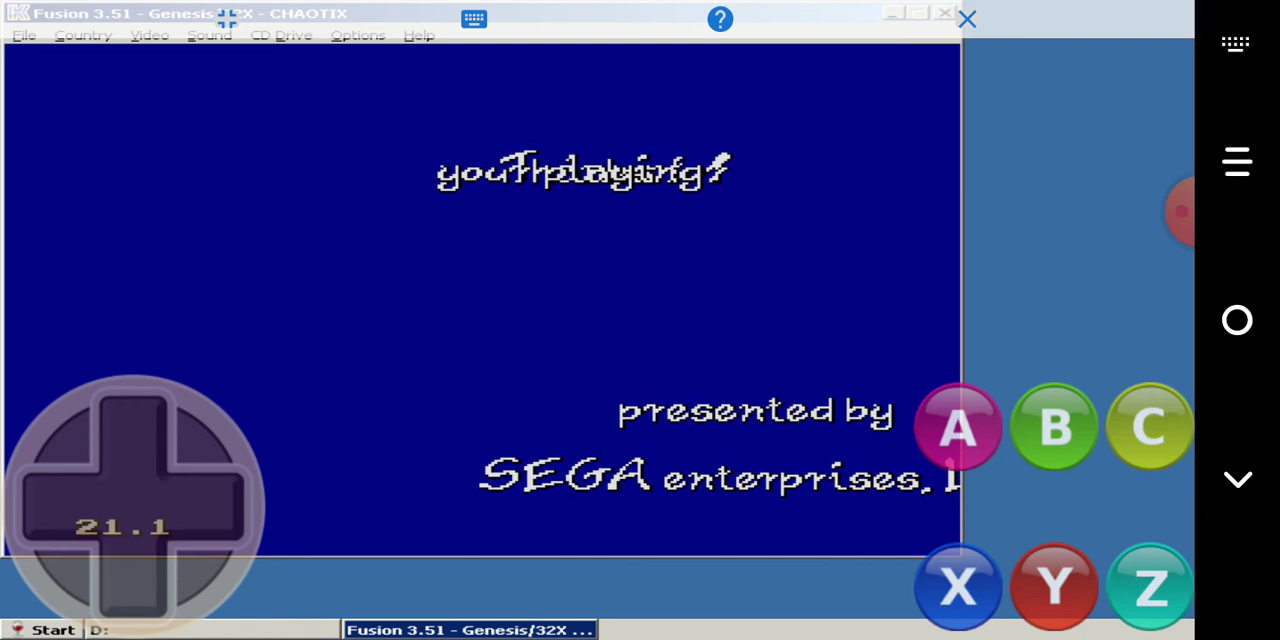 Fusion 3.51 - Genesis/32X - CHAOTIX
File Country Video Sound CD Drive Options Help
playing!
presented by
SEGA enterprises. l
21.1
A B C
X Y Z
Start D: Fusion 3.51 - Genesis/32X ...